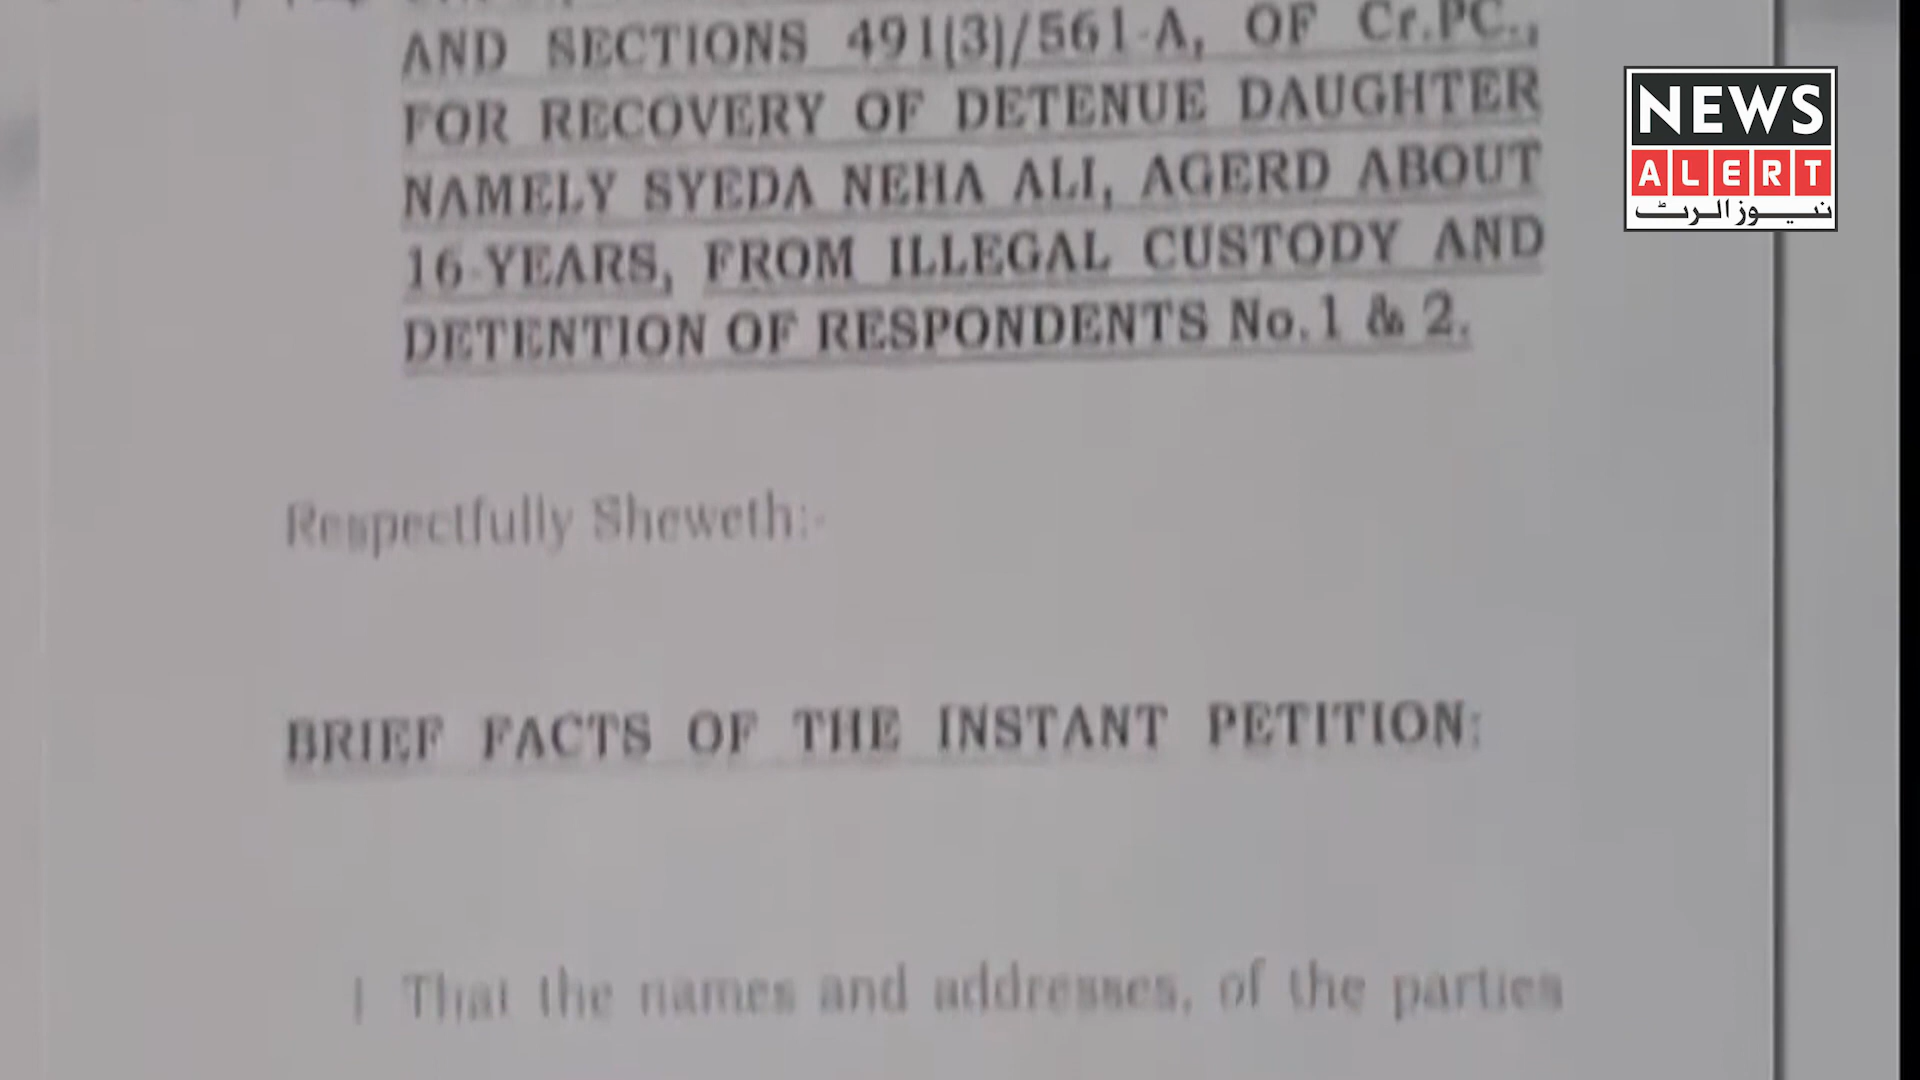 AND SECTIONS 491(3)/561-A, OF Cr.PC.,
FOR RECOVERY OF DETENUE DAUGHTER
NAMELY SYEDA NEHA ALI, AGERD ABOUT
16-YEARS, FROM ILLEGAL CUSTODY AND
DETENTION OF RESPONDENTS No.1 & 2.
NEWS
ALERT
نیوز الرٹ
Respectfully Sheweth:-
BRIEF FACTS OF THE INSTANT PETITION:
1 That the names and addresses, of the parties